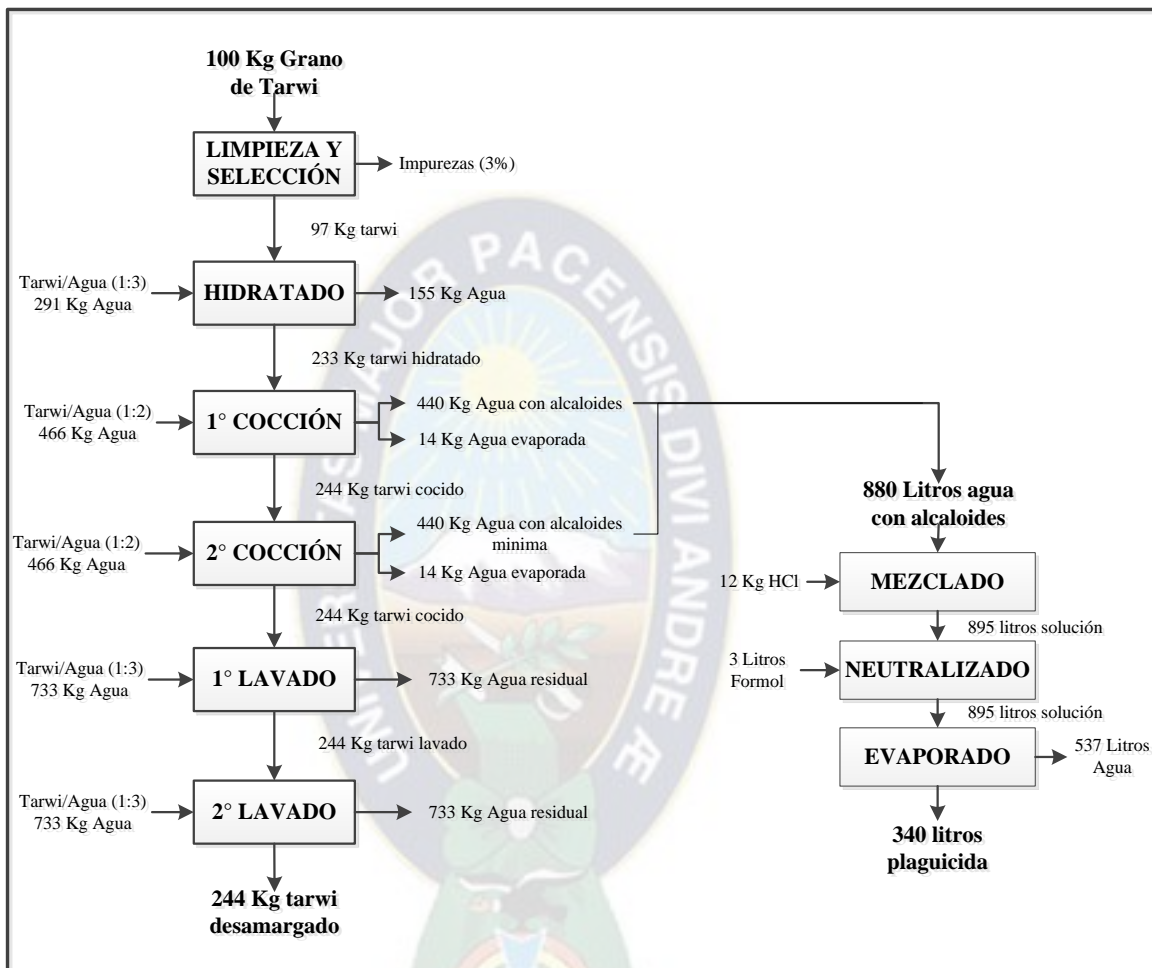 100 Kg Grano
de Tarwi
LIMPIEZA Y
SELECCIÓN
Impurezas (3%)
97 Kg tarwi
Tarwi/Agua (1:3)
291 Kg Agua
HIDRATADO
155 Kg Agua
233 Kg tarwi hidratado
Tarwi/Agua (1:2)
466 Kg Agua
1° COCCIÓN
440 Kg Agua con alcaloides
14 Kg Agua evaporada
244 Kg tarwi cocido
Tarwi/Agua (1:2)
466 Kg Agua
2° COCCIÓN
440 Kg Agua con alcaloides
minima
14 Kg Agua evaporada
244 Kg tarwi cocido
Tarwi/Agua (1:3)
733 Kg Agua
1° LAVADO
733 Kg Agua residual
244 Kg tarwi lavado
Tarwi/Agua (1:3)
733 Kg Agua
2° LAVADO
733 Kg Agua residual
244 Kg tarwi
desamargado
880 Litros agua
con alcaloides
12 Kg HCl
MEZCLADO
895 litros solución
3 Litros
Formol
NEUTRALIZADO
895 litros solución
EVAPORADO
537 Litros
Agua
340 litros
plaguicida
MAJOR PACENSIS DIVI ANDRE Æ